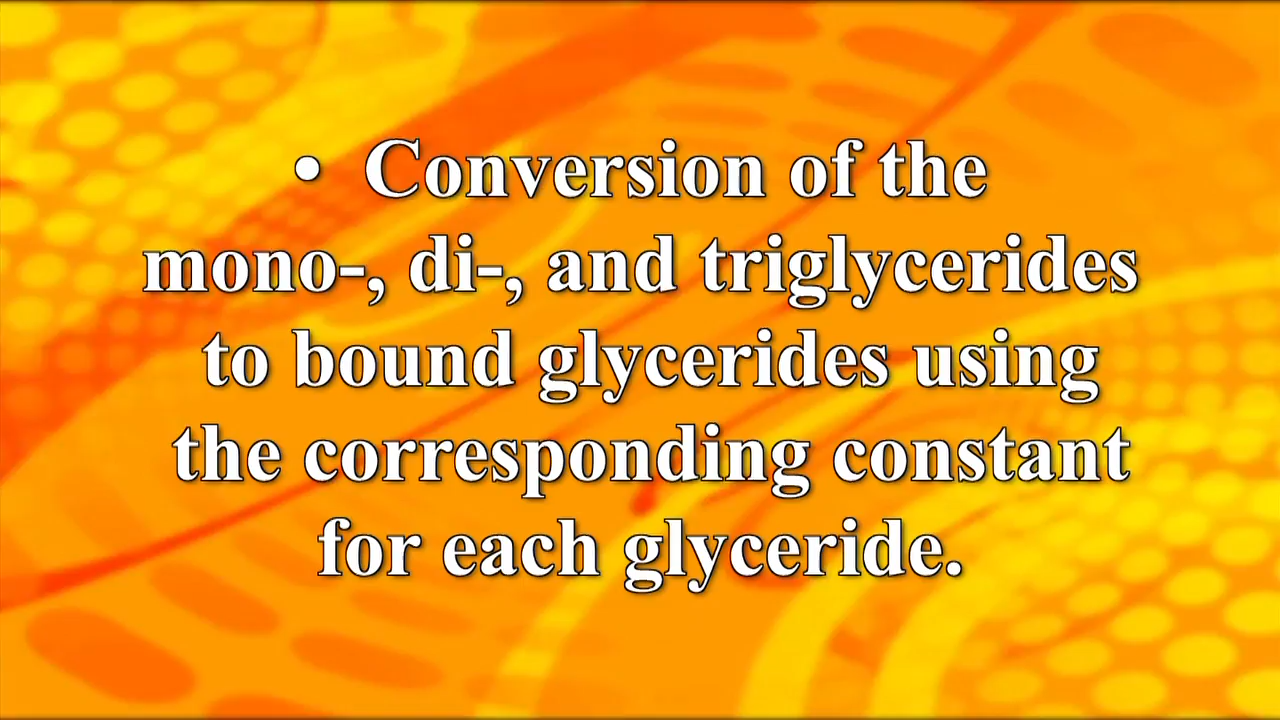 • Conversion of the
mono-, di-, and triglycerides
to bound glycerides using
the corresponding constant
for each glyceride.